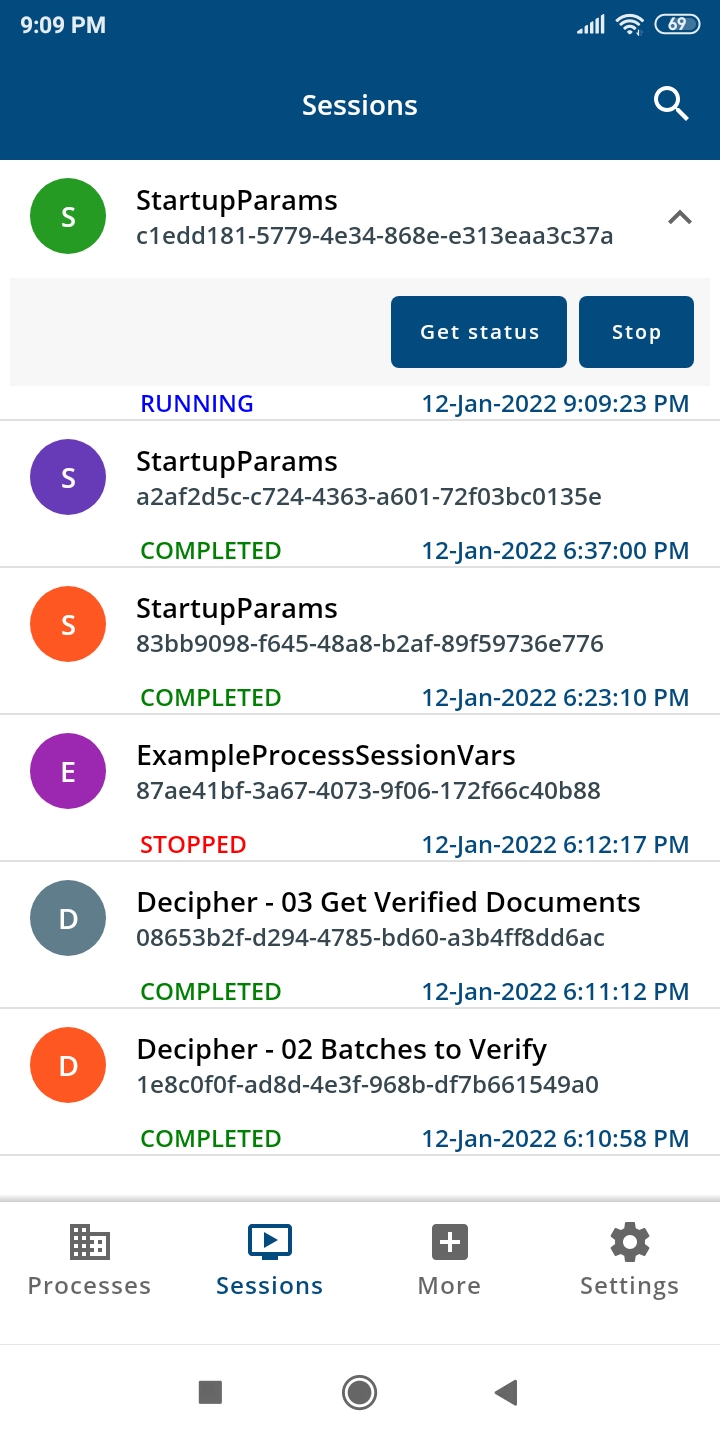 9:09 PM
69
Sessions
S
StartupParams
c1edd181-5779-4e34-868e-e313eaa3c37a
Get status
Stop
RUNNING
12-Jan-2022 9:09:23 PM
S
StartupParams
a2af2d5c-c724-4363-a601-72f03bc0135e
COMPLETED
12-Jan-2022 6:37:00 PM
S
StartupParams
83bb9098-f645-48a8-b2af-89f59736e776
COMPLETED
12-Jan-2022 6:23:10 PM
E
ExampleProcessSessionVars
87ae41bf-3a67-4073-9f06-172f66c40b88
STOPPED
12-Jan-2022 6:12:17 PM
D
Decipher - 03 Get Verified Documents
08653b2f-d294-4785-bd60-a3b4ff8dd6ac
COMPLETED
12-Jan-2022 6:11:12 PM
D
Decipher - 02 Batches to Verify
1e8c0f0f-ad8d-4e3f-968b-df7b661549a0
COMPLETED
12-Jan-2022 6:10:58 PM
Processes
Sessions
More
Settings